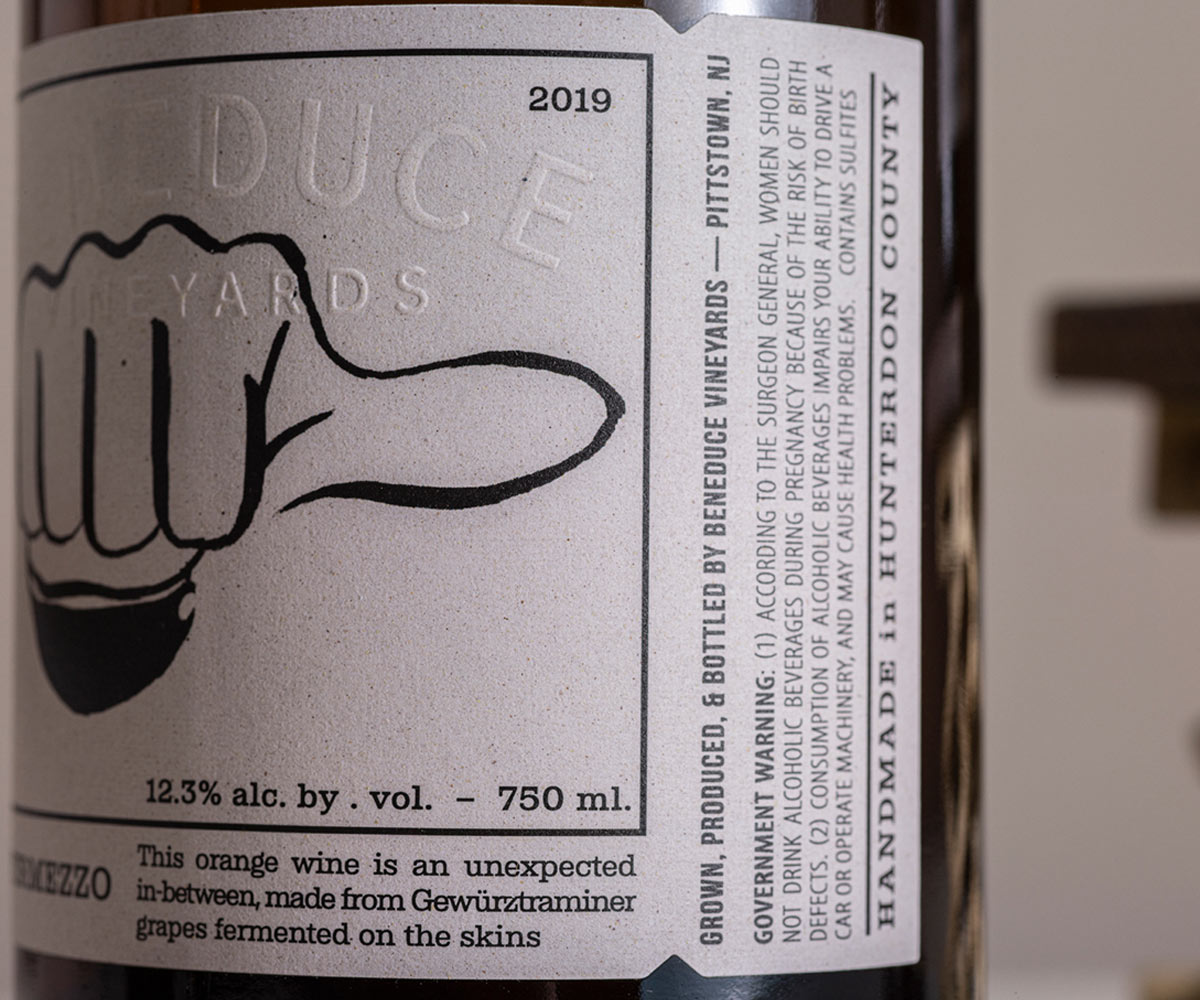 2019
DUCE
NEYARDS
12.3% alc. by . vol. – 750 ml.
This orange wine is an unexpected
in-between, made from Gewürztraminer
grapes fermented on the skins
GROWN, PRODUCED, & BOTTLED BY BENEDUCE VINEYARDS — PITTSTOWN, NJ
GOVERNMENT WARNING: (1) ACCORDING TO THE SURGEON GENERAL, WOMEN SHOULD
NOT DRINK ALCOHOLIC BEVERAGES DURING PREGNANCY BECAUSE OF THE RISK OF BIRTH
DEFECTS. (2) CONSUMPTION OF ALCOHOLIC BEVERAGES IMPAIRS YOUR ABILITY TO DRIVE A
CAR OR OPERATE MACHINERY, AND MAY CAUSE HEALTH PROBLEMS. CONTAINS SULFITES
HANDMADE in HUNTERDON COUNTY